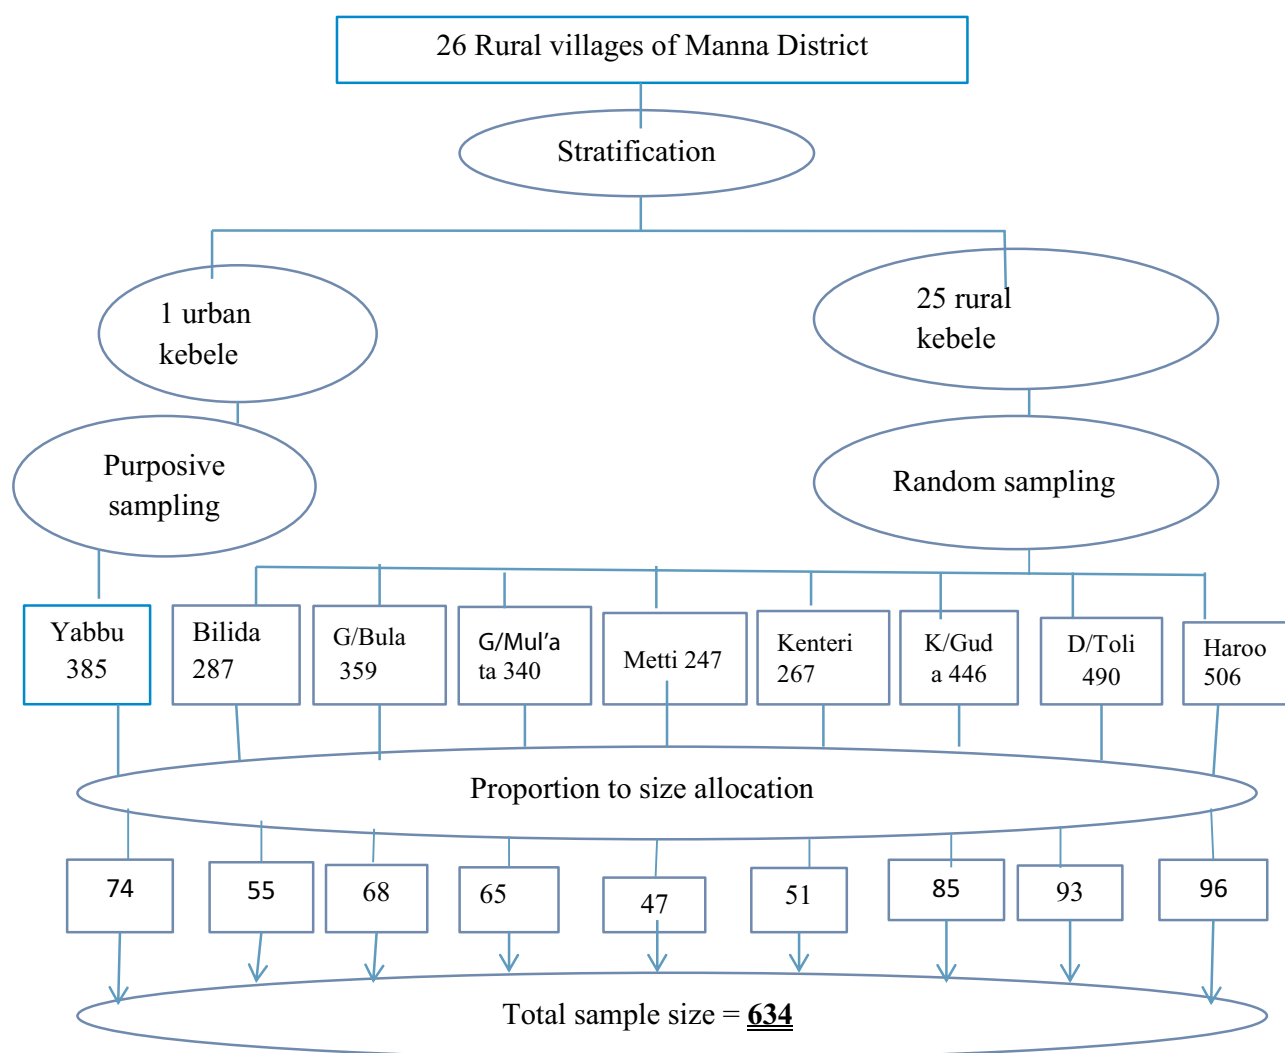 26 Rural villages of Manna District
Stratification
1 urban
kebele
25 rural
kebele
Purposive
sampling
Random sampling
Yabbu
385
Bilida
287
G/Bula
359
G/Mul'a
ta 340
Metti 247
Kenteri
267
K/Gud
a 446
D/Toli
490
Haroo
506
Proportion to size allocation
74
55
68
65
47
51
85
93
96
Total sample size = 634